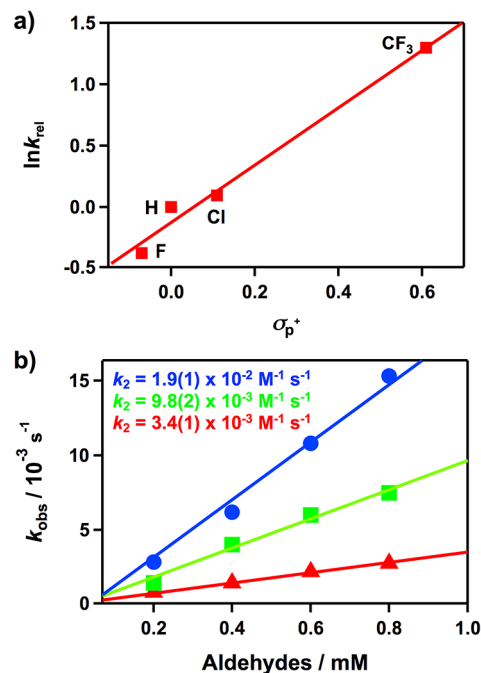 a)
1.5
1.0
0.5
0.0
-0.5
ln k_rel
CF₃
H
Cl
F
0.0
0.2
0.4
0.6
σₚ⁺
b)
k₂ = 1.9(1) x 10⁻² M⁻¹ s⁻¹
k₂ = 9.8(2) x 10⁻³ M⁻¹ s⁻¹
k₂ = 3.4(1) x 10⁻³ M⁻¹ s⁻¹
15
10
5
0
k_obs / 10⁻³ s⁻¹
0.2
0.4
0.6
0.8
1.0
Aldehydes / mM